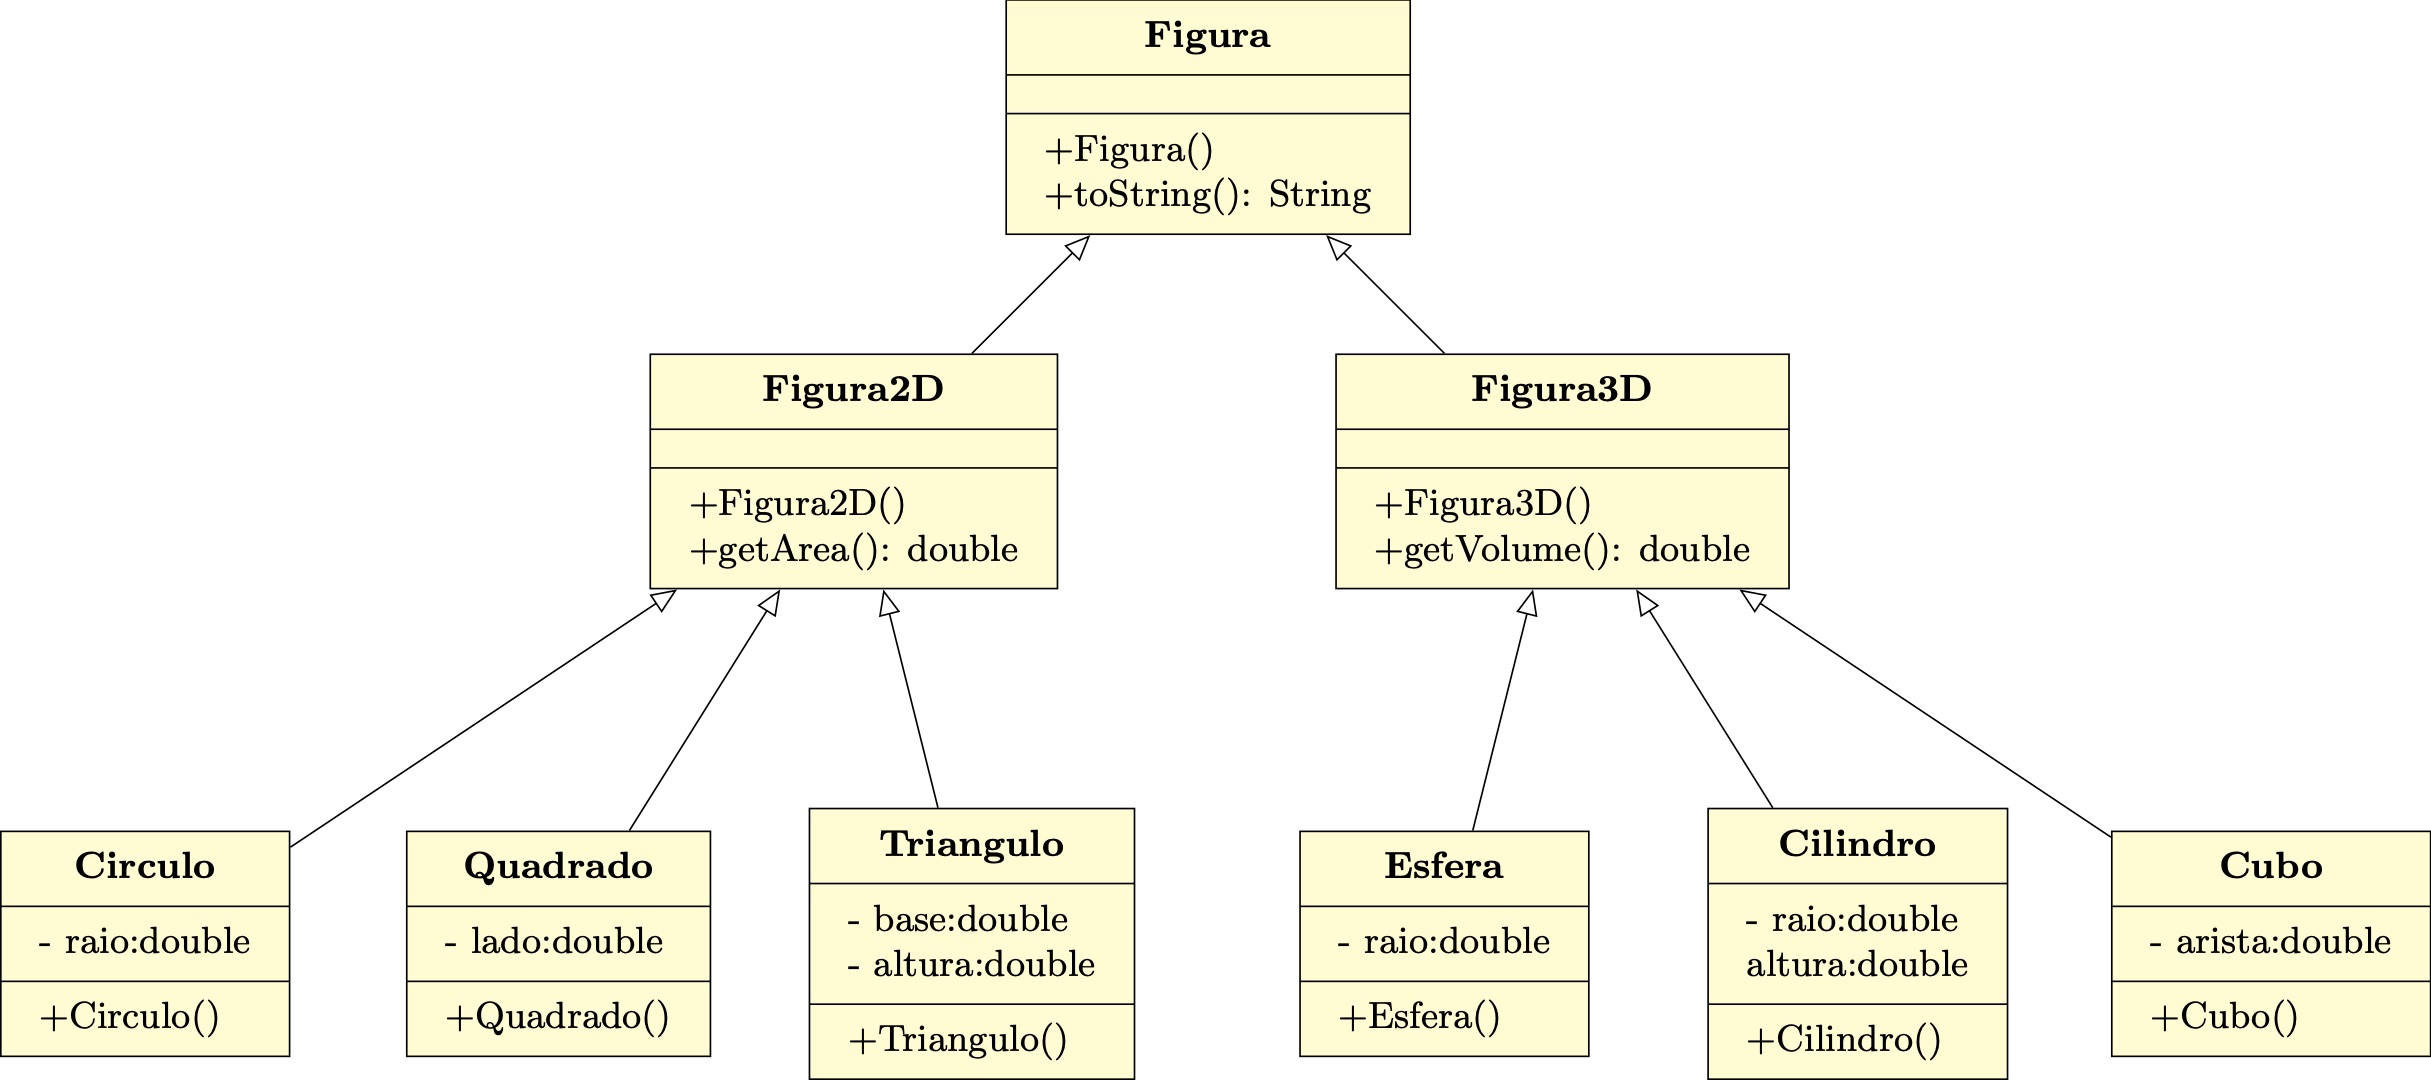 Figura
+Figura()
+toString(): String
Figura2D
+Figura2D()
+getArea(): double
Figura3D
+Figura3D()
+getVolume(): double
Circulo
- raio:double
+Circulo()
Quadrado
- lado:double
+Quadrado()
Triangulo
- base:double
- altura:double
+Triangulo()
Esfera
- raio:double
+Esfera()
Cilindro
- raio:double
altura:double
+Cilindro()
Cubo
- arista:double
+Cubo()